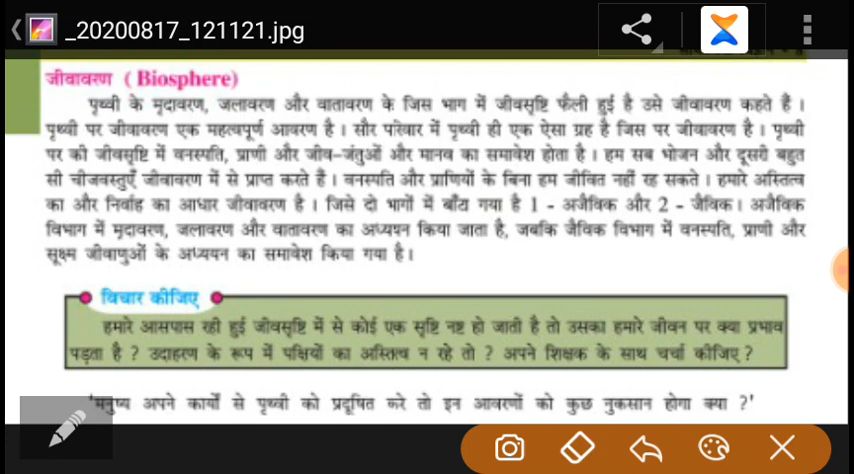 _20200817_121121.jpg
जीवावरण ( Biosphere)
पृथ्वी के मृदावरण, जलावरण और वातावरण के जिस भाग में जीवसृष्टि फैली हुई है उसे जीवावरण कहते हैं ।
पृथ्वी पर जीवावरण एक महत्वपूर्ण आवरण है । सौर परिवार में पृथ्वी ही एक ऐसा ग्रह है जिस पर जीवावरण है । पृथ्वी
पर की जीवसृष्टि में वनस्पति, प्राणी और जीव-जंतुओं और मानव का समावेश होता है । हम सब भोजन और दूसरी बहुत
सी चीजवस्तुएँ जीवावरण में से प्राप्त करते हैं । वनस्पति और प्राणियों के बिना हम जीवित नहीं रह सकते । हमारे अस्तित्व
का और निर्वाह का आधार जीवावरण है । जिसे दो भागों में बाँटा गया है 1 - अजैविक और 2 - जैविक। अजैविक
विभाग में मृदावरण, जलावरण और वातावरण का अध्ययन किया जाता है, जबकि जैविक विभाग में वनस्पति, प्राणी और
सूक्ष्म जीवाणुओं के अध्ययन का समावेश किया गया है।
विचार कीजिए
हमारे आसपास रही हुई जीवसृष्टि में से कोई एक सृष्टि नष्ट हो जाती है तो उसका हमारे जीवन पर क्या प्रभाव
पड़ता है ? उदाहरण के रूप में पक्षियों का अस्तित्व न रहे तो ? अपने शिक्षक के साथ चर्चा कीजिए ?
'मनुष्य अपने कार्यों से पृथ्वी को प्रदूषित करे तो इन आवरणों को कुछ नुकसान होगा क्या ?'